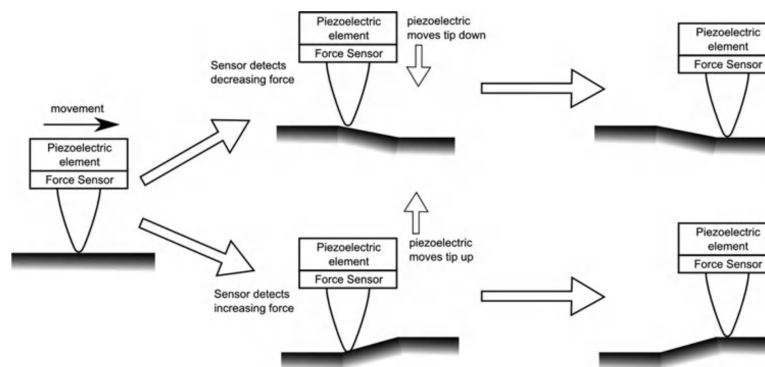 movement
Piezoelectric
element
Force Sensor
Sensor detects
decreasing force
Piezoelectric
element
Force Sensor
piezoelectric
moves tip down
Piezoelectric
element
Force Sensor
Sensor detects
increasing force
Piezoelectric
element
Force Sensor
piezoelectric
moves tip up
Piezoelectric
element
Force Sensor